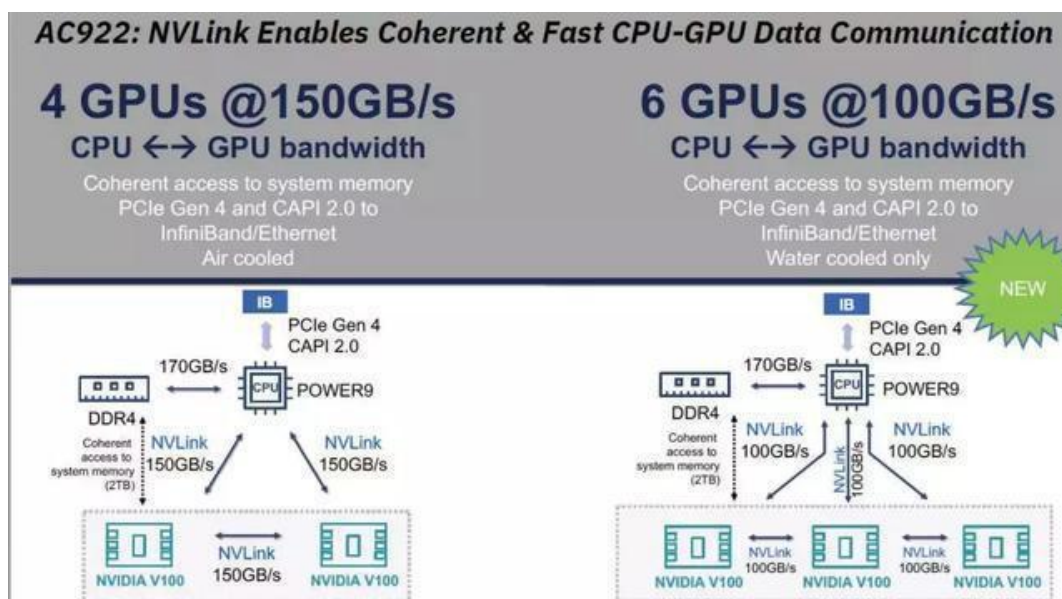 AC922: NVLink Enables Coherent & Fast CPU-GPU Data Communication
4 GPUs @150GB/s
CPU ←→ GPU bandwidth
Coherent access to system memory
PCIe Gen 4 and CAPI 2.0 to
InfiniBand/Ethernet
Air cooled
6 GPUs @100GB/s
CPU ←→ GPU bandwidth
Coherent access to system memory
PCIe Gen 4 and CAPI 2.0 to
InfiniBand/Ethernet
Water cooled only
NEW
IB
PCIe Gen 4
CAPI 2.0
170GB/s
CPU
POWER9
DDR4
Coherent
access to
system memory
(2TB)
NVLink
150GB/s
NVLink
150GB/s
NVLink
150GB/s
NVIDIA V100
NVIDIA V100
IB
PCIe Gen 4
CAPI 2.0
170GB/s
CPU
POWER9
DDR4
Coherent
access to
system memory
(2TB)
NVLink
100GB/s
NVLink
100GB/s
NVLink
100GB/s
NVLink
100GB/s
NVLink
100GB/s
NVIDIA V100
NVIDIA V100
NVIDIA V100